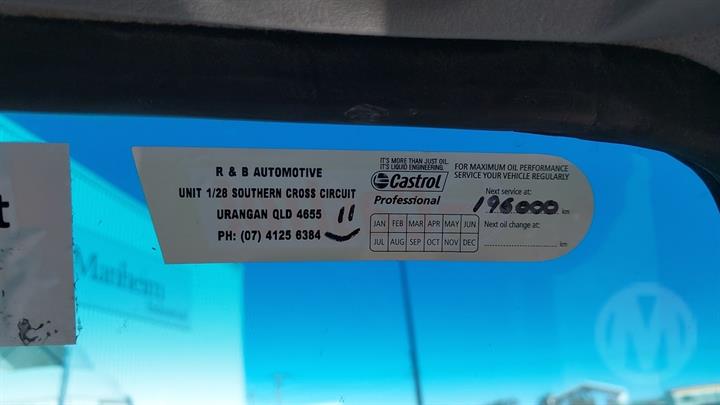 R & B AUTOMOTIVE
UNIT 1/28 SOUTHERN CROSS CIRCUIT
URANGAN QLD 4655
PH: (07) 4125 6384
IT'S MORE THAN JUST OIL.
IT'S LIQUID ENGINEERING.
Castrol
Professional
JAN FEB MAR APR MAY JUN
JUL AUG SEP OCT NOV DEC
FOR MAXIMUM OIL PERFORMANCE
SERVICE YOUR VEHICLE REGULARLY
Next service at:
196000 km
Next oil change at:
km
t
Manheim
M